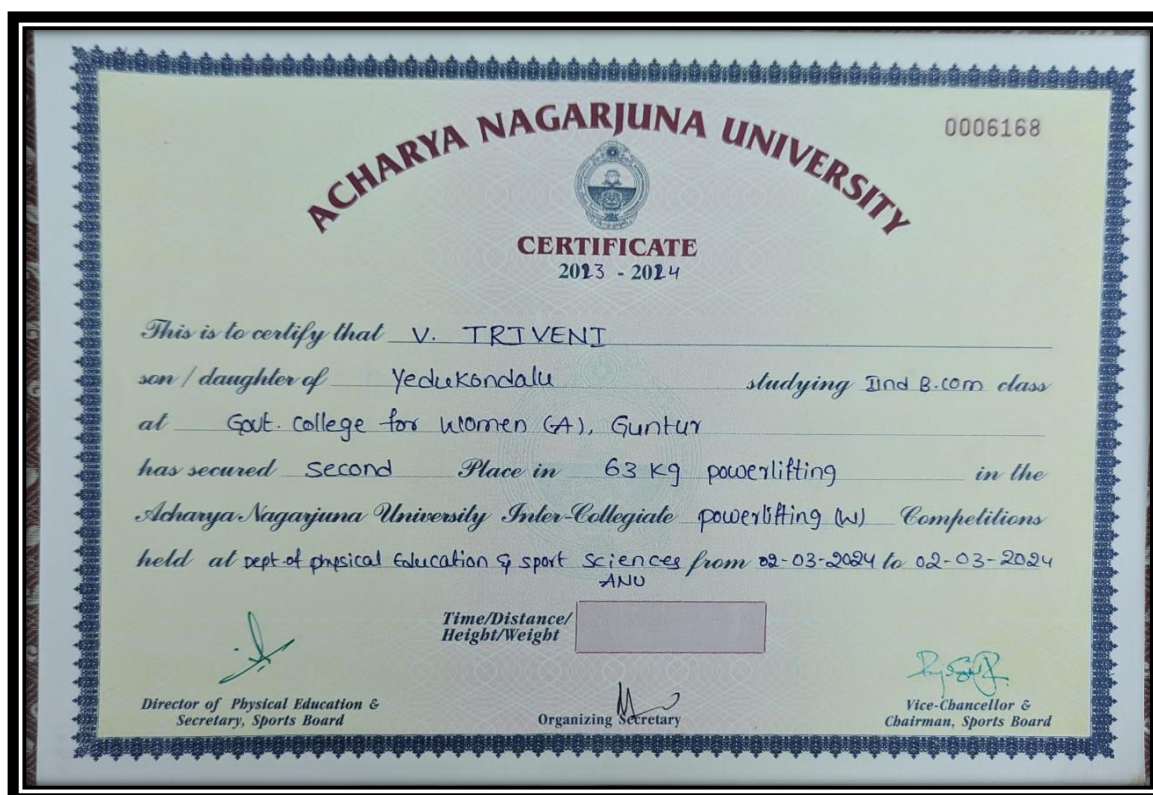 ACHARYA NAGARJUNA UNIVERSITY
0006168
CERTIFICATE
2023 - 2024
This is to certify that V. TRIVENI
son / daughter of Yedukondalu studying IInd B.com class
at Govt. College for Women (A), Guntur
has secured Second Place in 63 Kg powerlifting in the
Acharya Nagarjuna University Inter-Collegiate powerlifting (W) Competitions
held at Dept. of physical Education & sport Sciences from 02-03-2024 to 02-03-2024
ANU
Time/Distance/
Height/Weight
Director of Physical Education &
Secretary, Sports Board
Organizing Secretary
Vice-Chancellor &
Chairman, Sports Board